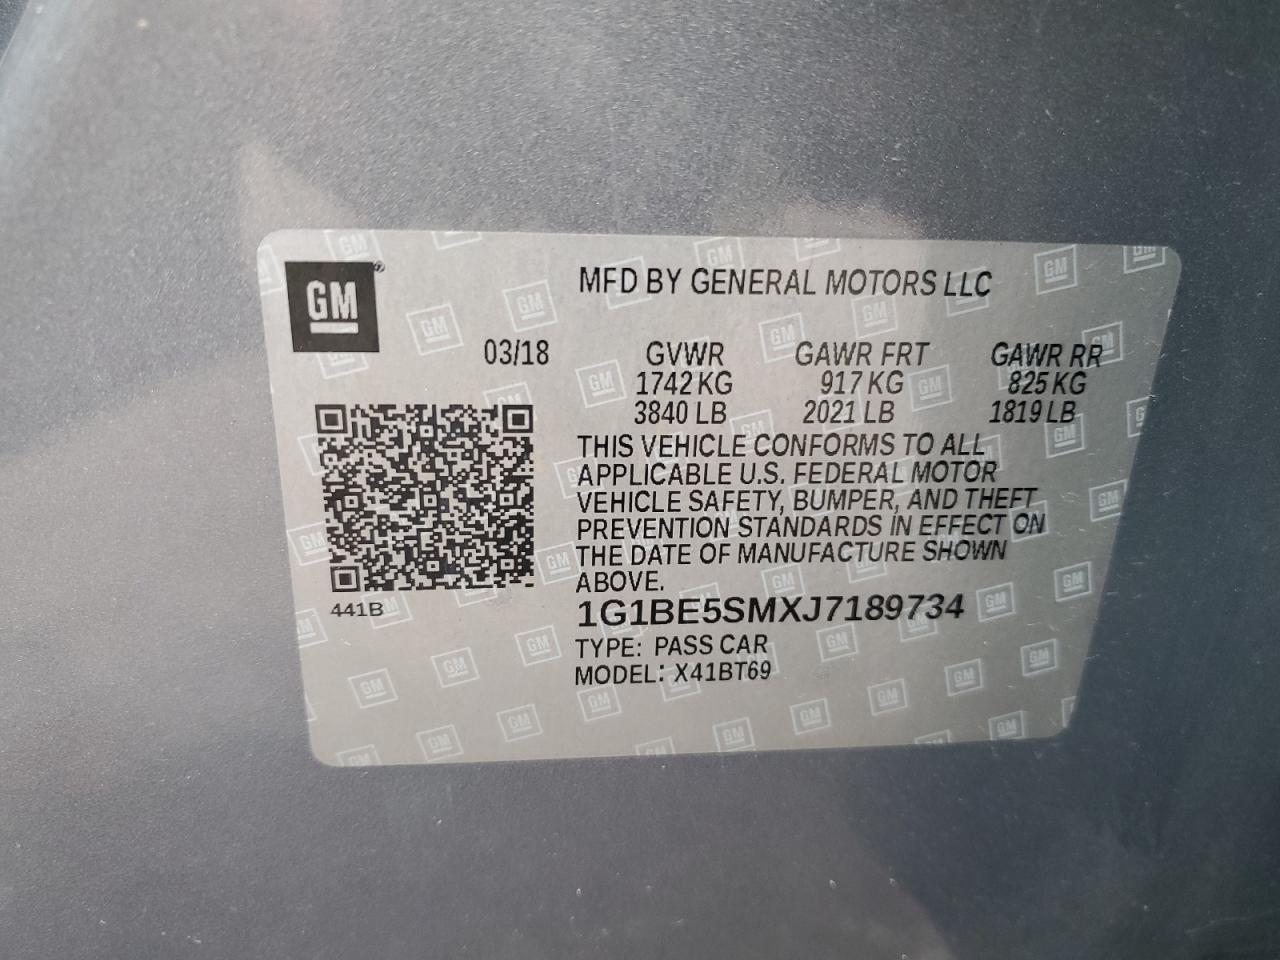 GM
MFD BY GENERAL MOTORS LLC
03/18 GVWR GAWR FRT GAWR RR
1742 KG 917 KG 825 KG
3840 LB 2021 LB 1819 LB
THIS VEHICLE CONFORMS TO ALL
APPLICABLE U.S. FEDERAL MOTOR
VEHICLE SAFETY, BUMPER, AND THEFT
PREVENTION STANDARDS IN EFFECT ON
THE DATE OF MANUFACTURE SHOWN
ABOVE.
441B
1G1BE5SMXJ7189734
TYPE: PASS CAR
MODEL: X41BT69